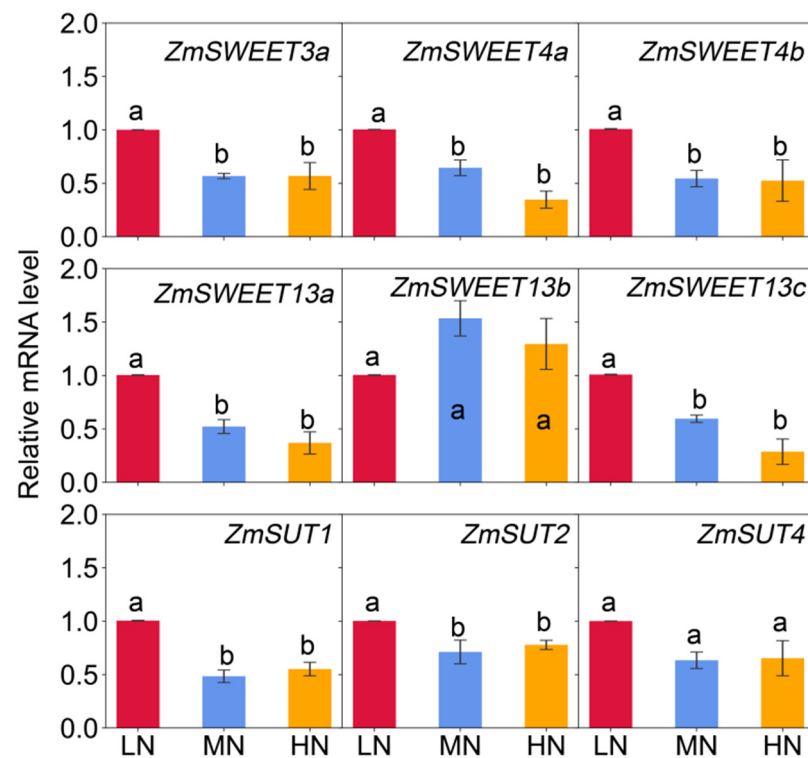 Relative mRNA level
2.0 ZmSWEET3a ZmSWEET4a ZmSWEET4b
1.5
1.0 a a a
b b b b b b
0.5
0.0
2.0 ZmSWEET13a ZmSWEET13b ZmSWEET13c
1.5
1.0 a a a
b b a a b b
0.5
0.0
2.0 ZmSUT1 ZmSUT2 ZmSUT4
1.5
1.0 a a a
b b b b a a
0.5
0.0
LN MN HN LN MN HN LN MN HN